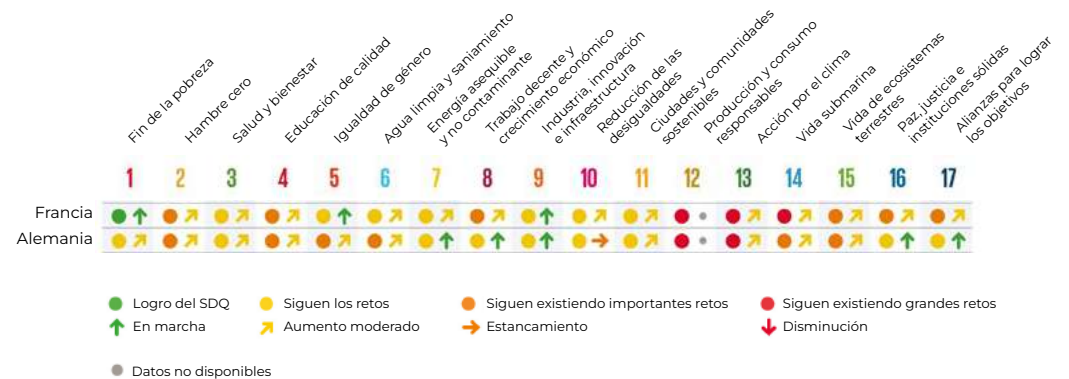 Fin de la pobreza
Hambre cero
Salud y bienestar
Educación de calidad
Igualdad de género
Agua limpia y saniamiento
Energía asequible
y no contaminante
Trabajo decente y
crecimiento económico
Industria, innovación
e infraestructura
Reducción de las
desigualdades
Ciudades y comunidades
sostenibles
Producción y consumo
responsables
Acción por el clima
Vida submarina
Vida de ecosistemas
terrestres
Paz, justicia e
instituciones sólidas
Alianzas para lograr
los objetivos
1 2 3 4 5 6 7 8 9 10 11 12 13 14 15 16 17
Francia
Alemania
Logro del SDQ Siguen los retos Siguen existiendo importantes retos Siguen existiendo grandes retos
En marcha Aumento moderado Estancamiento Disminución
Datos no disponibles